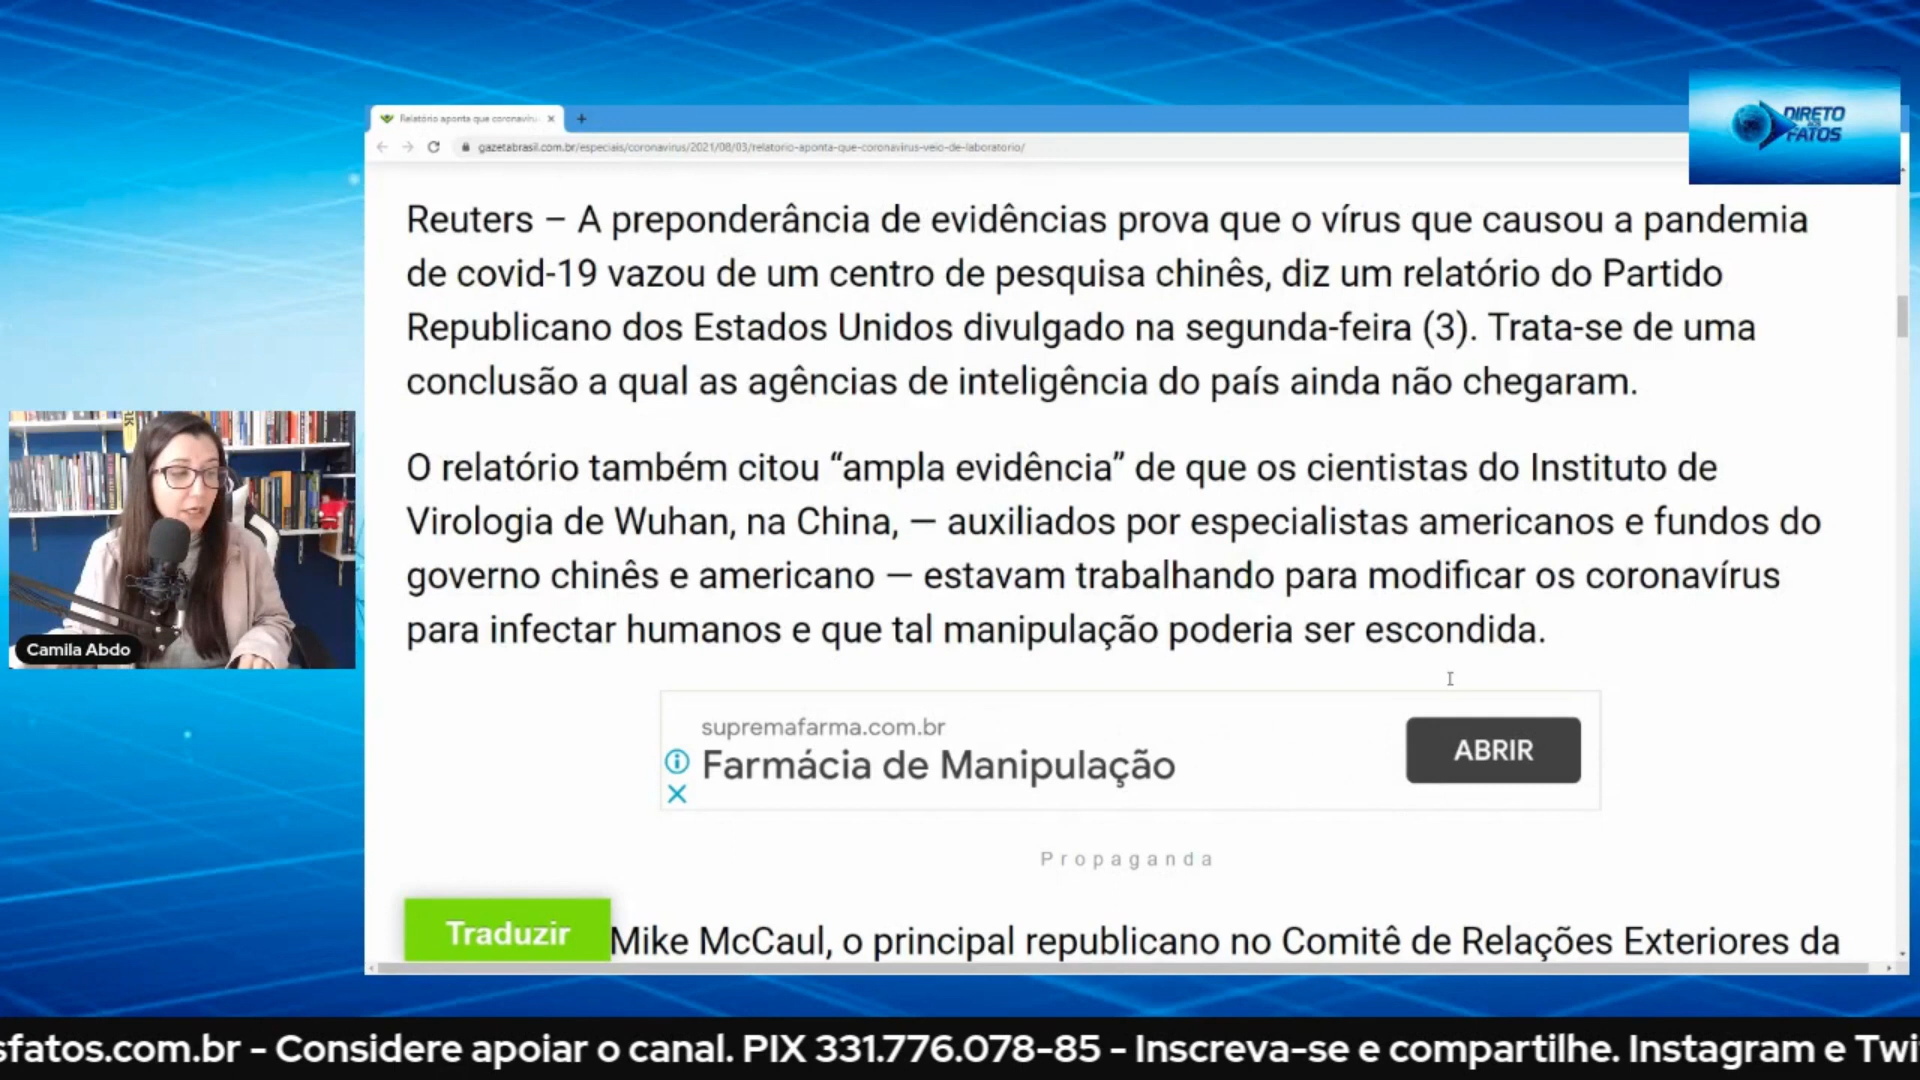 Relatório aponta que coronavíru
gazetabrasil.com.br/especiais/coronavirus/2021/08/03/relatorio-aponta-que-coronavirus-veio-de-laboratorio/
DIRETO
AOS
FATOS
Reuters – A preponderância de evidências prova que o vírus que causou a pandemia
de covid-19 vazou de um centro de pesquisa chinês, diz um relatório do Partido
Republicano dos Estados Unidos divulgado na segunda-feira (3). Trata-se de uma
conclusão a qual as agências de inteligência do país ainda não chegaram.
O relatório também citou “ampla evidência” de que os cientistas do Instituto de
Virologia de Wuhan, na China, — auxiliados por especialistas americanos e fundos do
governo chinês e americano — estavam trabalhando para modificar os coronavírus
para infectar humanos e que tal manipulação poderia ser escondida.
Camila Abdo
supremafarma.com.br
Farmácia de Manipulação
ABRIR
Propaganda
Traduzir
Mike McCaul, o principal republicano no Comitê de Relações Exteriores da
sfatos.com.br - Considere apoiar o canal. PIX 331.776.078-85 - Inscreva-se e compartilhe. Instagram e Twi